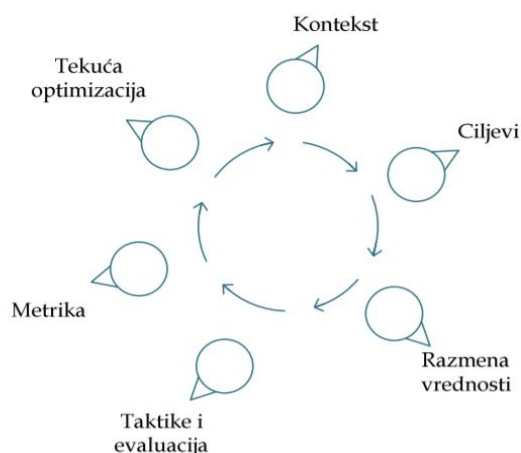 Kontekst
Tekuća
optimizacija
Ciljevi
Metrika
Razmena
vrednosti
Taktike i
evaluacija